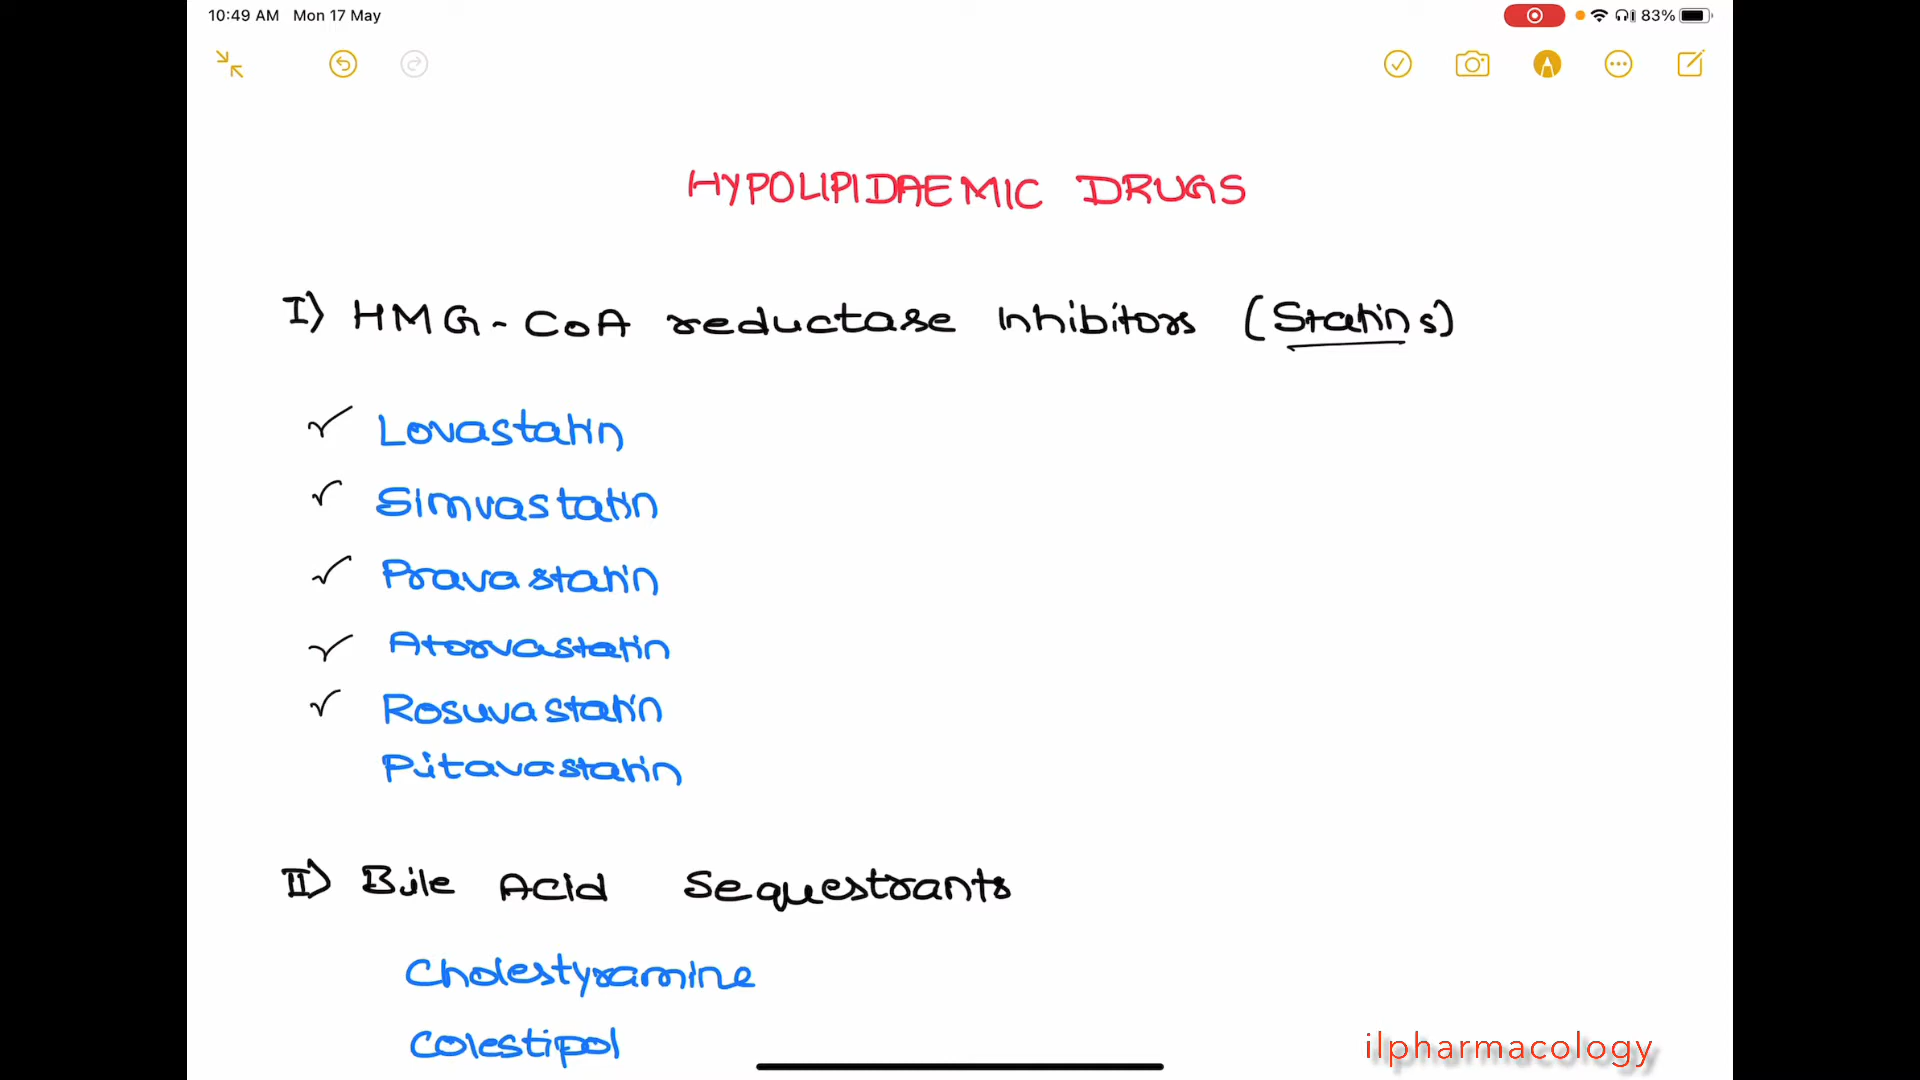 10:49 AM Mon 17 May
83%
HYPOLIPIDAEMIC DRUGS
I) HMG-CoA reductase Inhibitors (Statins)
✓ Lovastatin
✓ Simvastatin
✓ Pravastatin
✓ Atorvastatin
✓ Rosuvastatin
Pitavastatin
II) Bile Acid Sequestrants
Cholestyramine
Colestipol
ilpharmacology